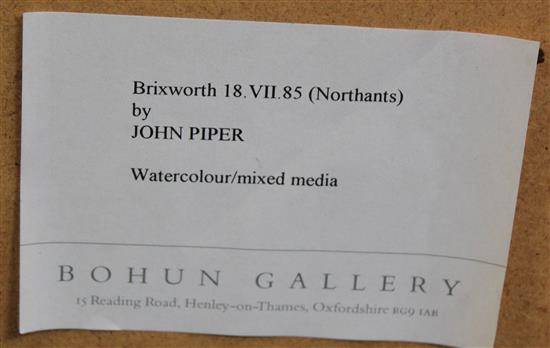 Brixworth 18.VII.85 (Northants)
by
JOHN PIPER
Watercolour/mixed media
BOHUN GALLERY
15 Reading Road, Henley-on-Thames, Oxfordshire RG9 1AB